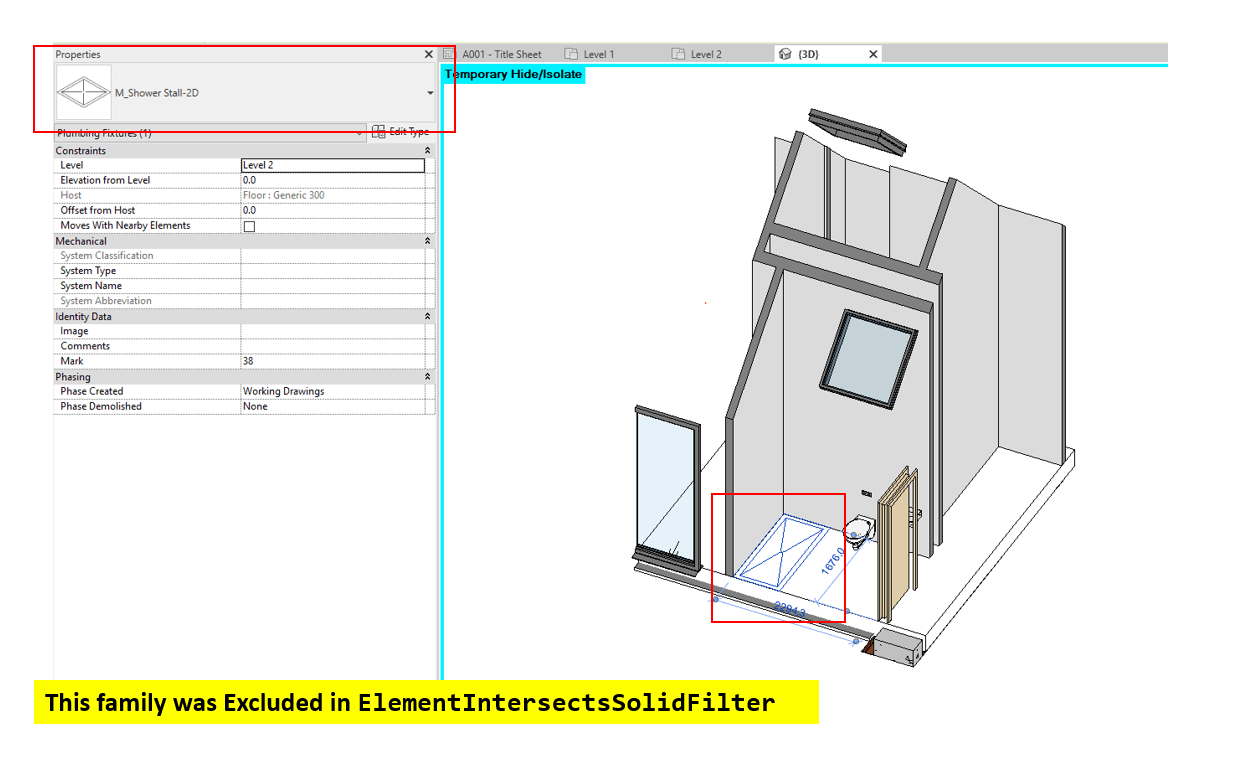 Properties
M_Shower Stall-2D
Plumbing Fixtures (1)
Edit Type
Constraints
Level Level 2
Elevation from Level 0.0
Host Floor : Generic 300
Offset from Host 0.0
Moves With Nearby Elements
Mechanical
System Classification
System Type
System Name
System Abbreviation
Identity Data
Image
Comments
Mark 38
Phasing
Phase Created Working Drawings
Phase Demolished None
A001 - Title Sheet
Level 1
Level 2
{3D}
Temporary Hide/Isolate
1676.0
This family was Excluded in ElementIntersectsSolidFilter